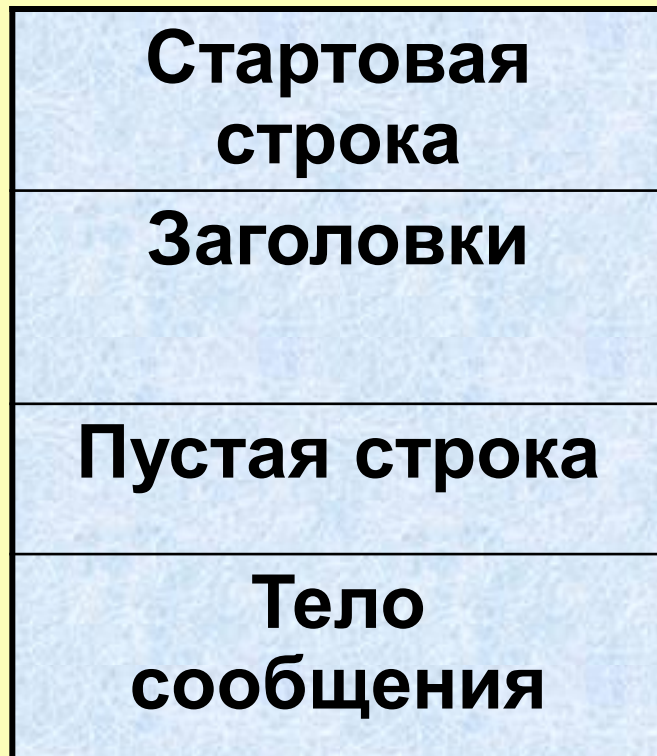 Стартовая
строка
Заголовки
Пустая строка
Тело
сообщения